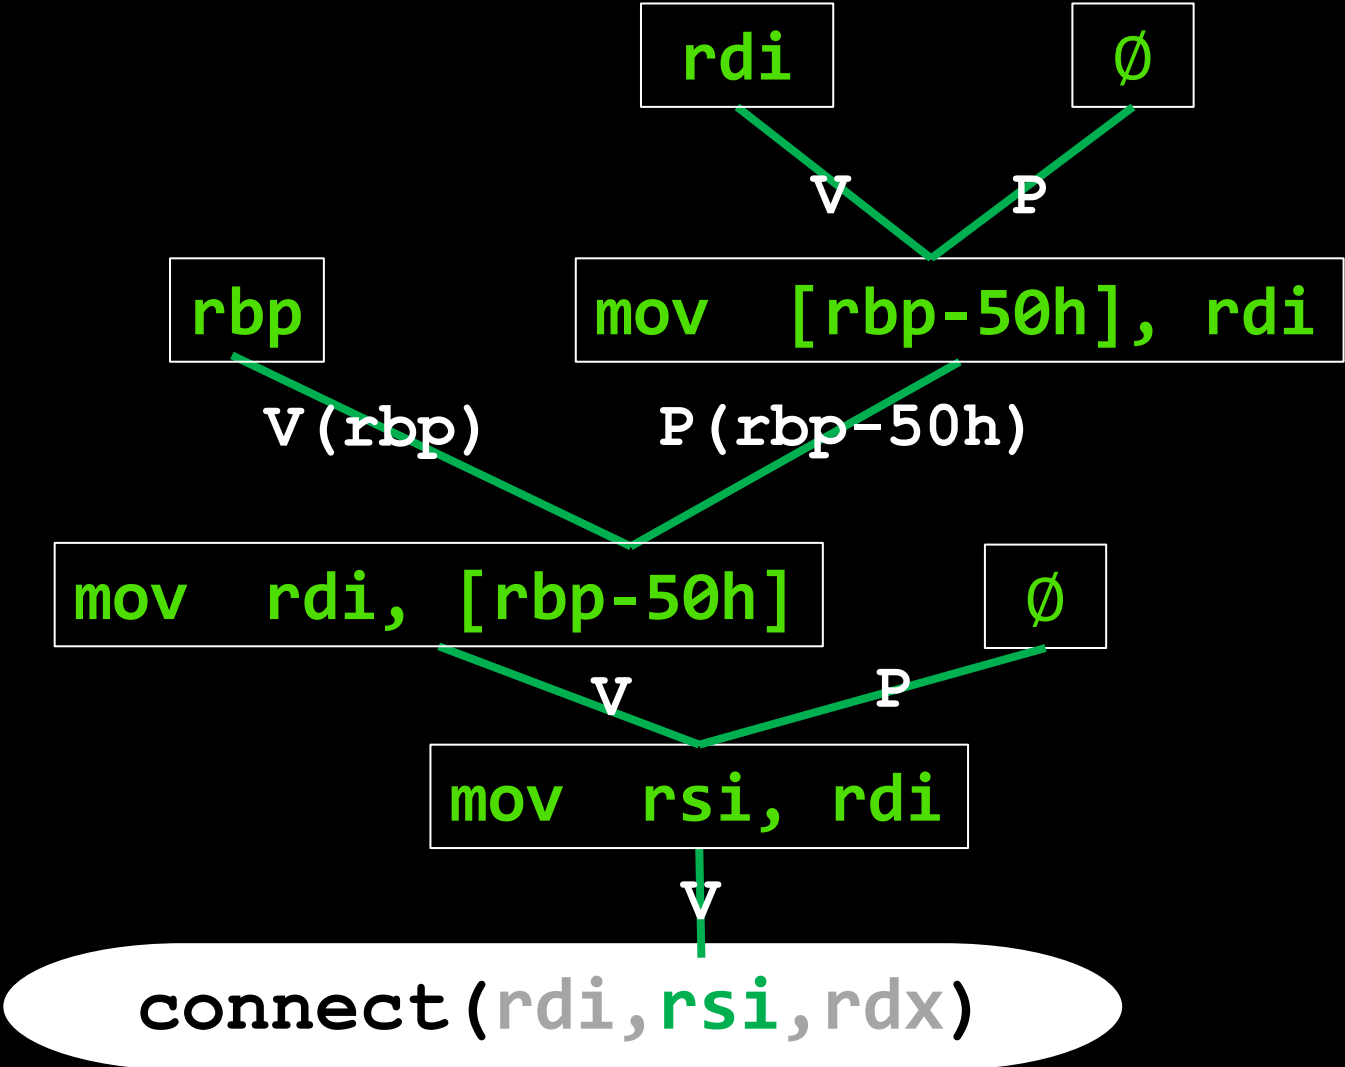 rdi
Ø
V
P
rbp
mov [rbp-50h], rdi
V(rbp)
P(rbp-50h)
mov rdi, [rbp-50h]
Ø
V
P
mov rsi, rdi
V
connect(rdi,rsi,rdx)